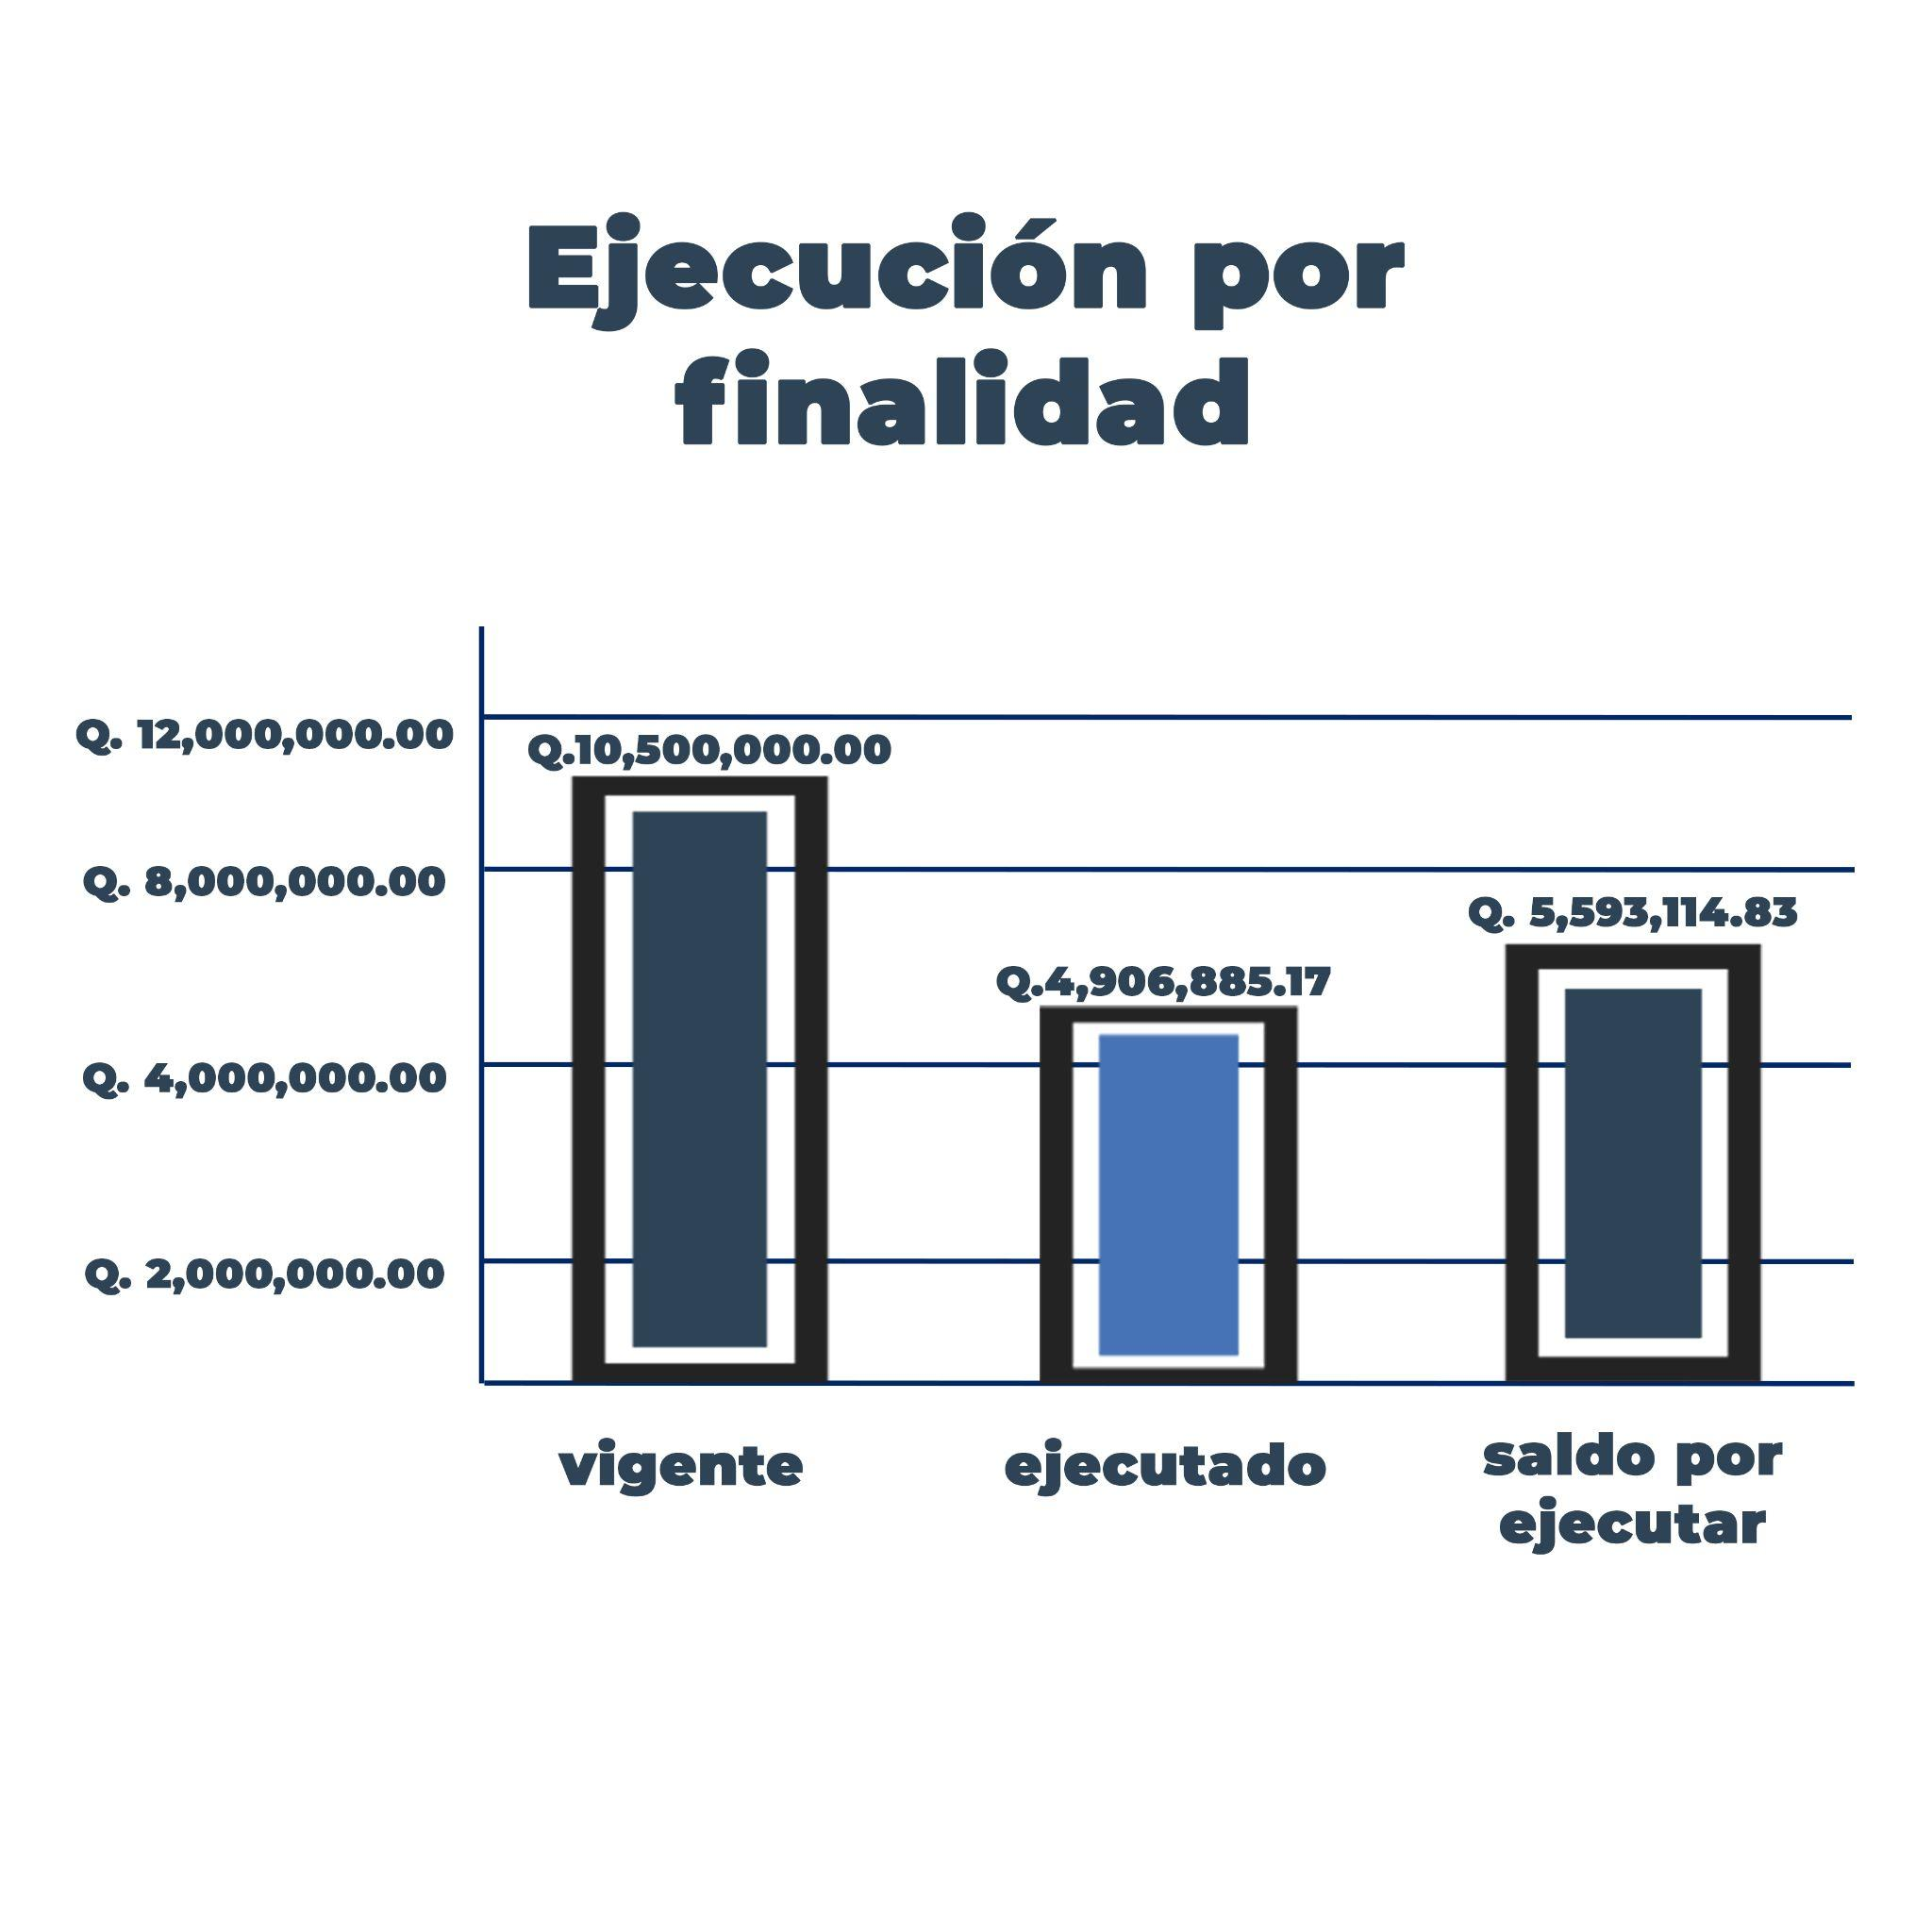 Ejecución por
finalidad
Q. 12,000,000.00
Q.10,500,000.00
Q. 8,000,000.00
Q. 5,593,114.83
Q.4,906,885.17
Q. 4,000,000.00
Q. 2,000,000.00
vigente
ejecutado
saldo por
ejecutar